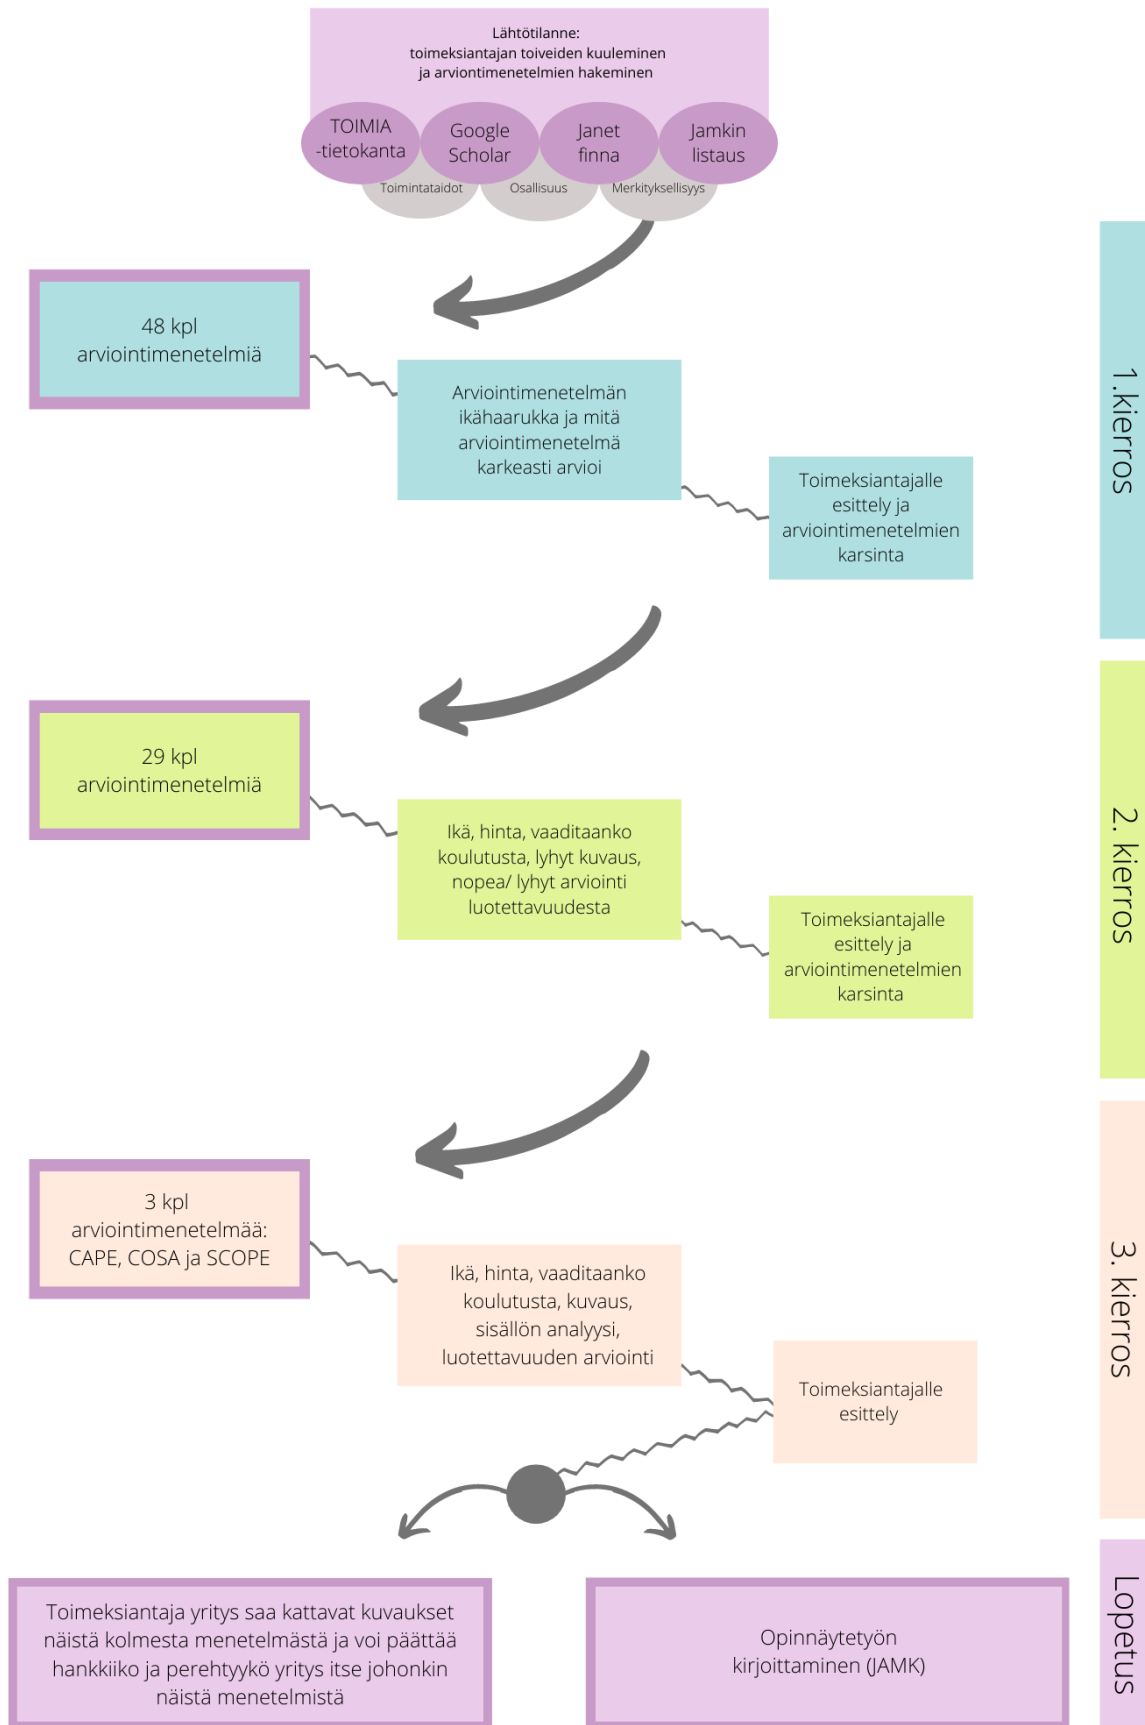 Lähtötilanne:
toimeksiantajan toiveiden kuuleminen
ja arviontimenetelmien hakeminen
TOIMIA
-tietokanta
Google
Scholar
Janet
finna
Jamkin
listaus
Toimintataidot
Osallisuus
Merkityksellisyys
1.kierros
48 kpl
arviointimenetelmiä
Arviointimenetelmän
ikähaarukka ja mitä
arviointimenetelmä
karkeasti arvioi
Toimeksiantajalle
esittely ja
arviointimenetelmien
karsinta
2. kierros
29 kpl
arviointimenetelmiä
Ikä, hinta, vaaditaanko
koulutusta, lyhyt kuvaus,
nopea/ lyhyt arviointi
luotettavuudesta
Toimeksiantajalle
esittely ja
arviointimenetelmien
karsinta
3. kierros
3 kpl
arviointimenetelmää:
CAPE, COSA ja SCOPE
Ikä, hinta, vaaditaanko
koulutusta, kuvaus,
sisällön analyysi,
luotettavuuden arviointi
Toimeksiantajalle
esittely
Lopetus
Toimeksiantaja yritys saa kattavat kuvaukset
näistä kolmesta menetelmästä ja voi päättää
hankkiiko ja perehtyykö yritys itse johonkin
näistä menetelmistä
Opinnäytetyön
kirjoittaminen (JAMK)